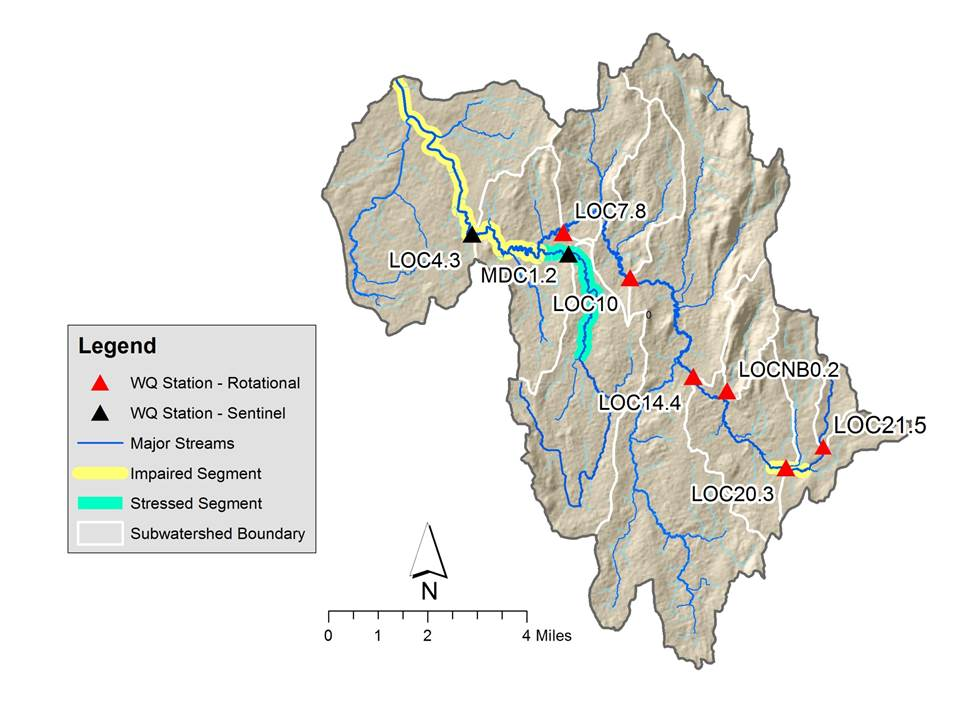 LOC7.8
LOC4.3
MDC1.2
LOC10
0
LOCNB0.2
LOC14.4
LOC21.5
LOC20.3
Legend
WQ Station - Rotational
WQ Station - Sentinel
Major Streams
Impaired Segment
Stressed Segment
Subwatershed Boundary
N
0 1 2 4 Miles